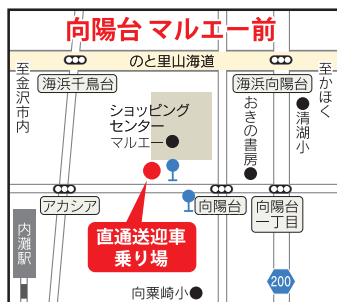 向陽台 マルエー前
のと里山海道
至金沢市内
至かほく
海浜千鳥台
海浜向陽台
ショッピング
センター
マルエー
おきの書房
清湖小
アカシア
向陽台
向陽台
一丁目
直通送迎車
乗り場
内灘駅
200
向粟崎小